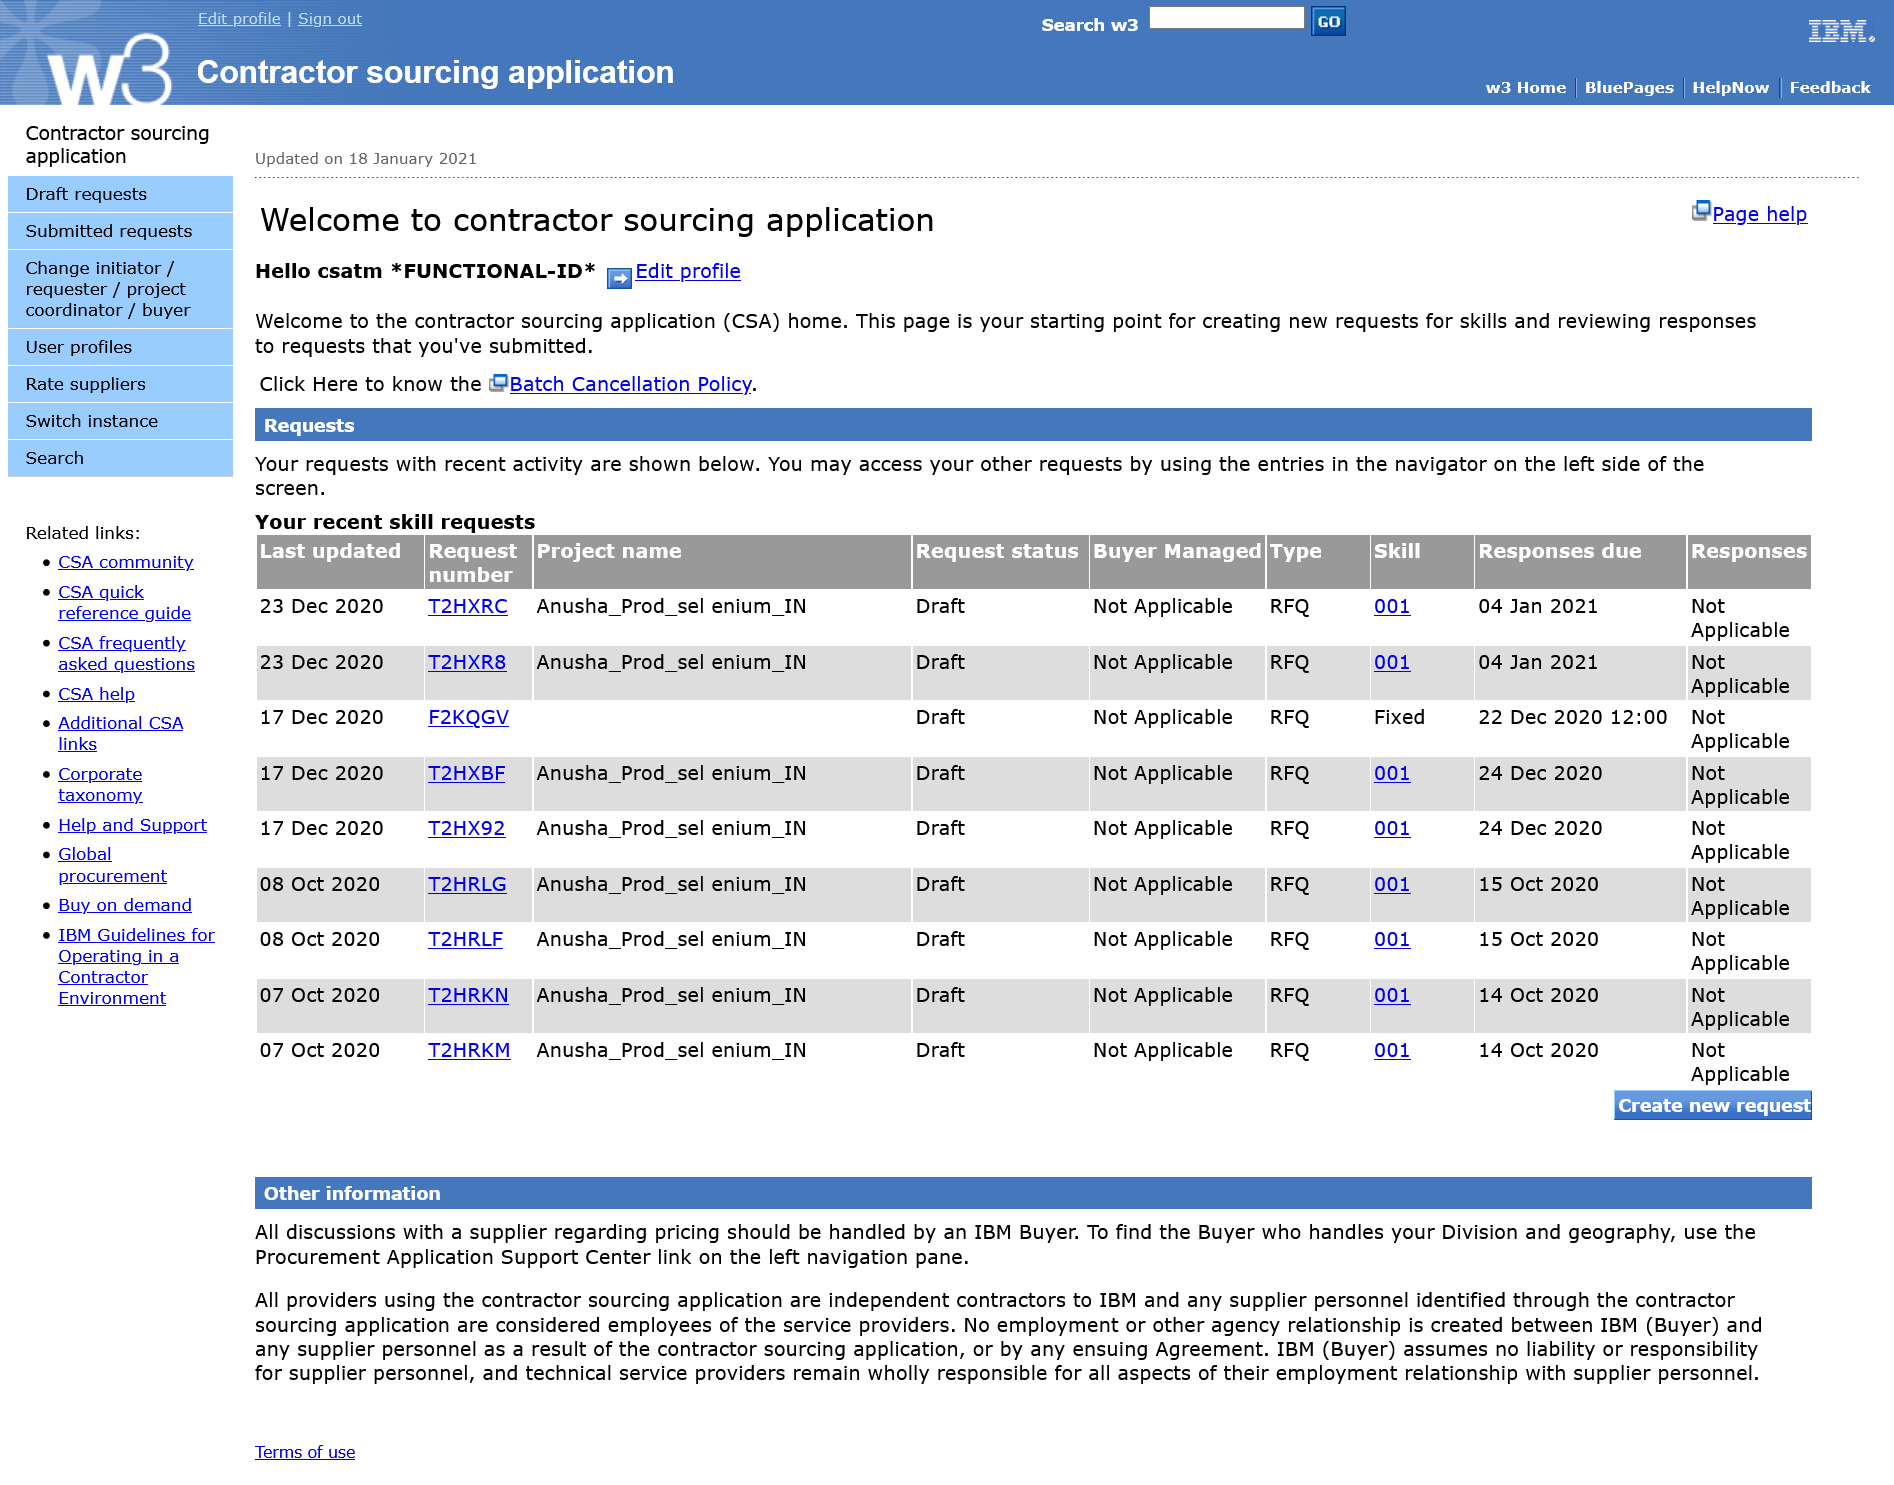 Edit profile | Sign out
Search w3 GO
IBM.
w3 Contractor sourcing application
w3 Home BluePages HelpNow Feedback
Contractor sourcing
application
Draft requests
Submitted requests
Change initiator /
requester / project
coordinator / buyer
User profiles
Rate suppliers
Switch instance
Search
Related links:
• CSA community
• CSA quick
reference guide
• CSA frequently
asked questions
• CSA help
• Additional CSA
links
• Corporate
taxonomy
• Help and Support
• Global
procurement
• Buy on demand
• IBM Guidelines for
Operating in a
Contractor
Environment
Updated on 18 January 2021
Welcome to contractor sourcing application
Page help
Hello csatm *FUNCTIONAL-ID* Edit profile
Welcome to the contractor sourcing application (CSA) home. This page is your starting point for creating new requests for skills and reviewing responses
to requests that you've submitted.
Click Here to know the Batch Cancellation Policy.
Requests
Your requests with recent activity are shown below. You may access your other requests by using the entries in the navigator on the left side of the
screen.
Your recent skill requests
Last updated Request Project name Request status Buyer Managed Type Skill Responses due Responses
number
23 Dec 2020 T2HXRC Anusha_Prod_sel enium_IN Draft Not Applicable RFQ 001 04 Jan 2021 Not
Applicable
23 Dec 2020 T2HXR8 Anusha_Prod_sel enium_IN Draft Not Applicable RFQ 001 04 Jan 2021 Not
Applicable
17 Dec 2020 F2KQGV Draft Not Applicable RFQ Fixed 22 Dec 2020 12:00 Not
Applicable
17 Dec 2020 T2HXBF Anusha_Prod_sel enium_IN Draft Not Applicable RFQ 001 24 Dec 2020 Not
Applicable
17 Dec 2020 T2HX92 Anusha_Prod_sel enium_IN Draft Not Applicable RFQ 001 24 Dec 2020 Not
Applicable
08 Oct 2020 T2HRLG Anusha_Prod_sel enium_IN Draft Not Applicable RFQ 001 15 Oct 2020 Not
Applicable
08 Oct 2020 T2HRLF Anusha_Prod_sel enium_IN Draft Not Applicable RFQ 001 15 Oct 2020 Not
Applicable
07 Oct 2020 T2HRKN Anusha_Prod_sel enium_IN Draft Not Applicable RFQ 001 14 Oct 2020 Not
Applicable
07 Oct 2020 T2HRKM Anusha_Prod_sel enium_IN Draft Not Applicable RFQ 001 14 Oct 2020 Not
Applicable
Create new request
Other information
All discussions with a supplier regarding pricing should be handled by an IBM Buyer. To find the Buyer who handles your Division and geography, use the
Procurement Application Support Center link on the left navigation pane.
All providers using the contractor sourcing application are independent contractors to IBM and any supplier personnel identified through the contractor
sourcing application are considered employees of the service providers. No employment or other agency relationship is created between IBM (Buyer) and
any supplier personnel as a result of the contractor sourcing application, or by any ensuing Agreement. IBM (Buyer) assumes no liability or responsibility
for supplier personnel, and technical service providers remain wholly responsible for all aspects of their employment relationship with supplier personnel.
Terms of use